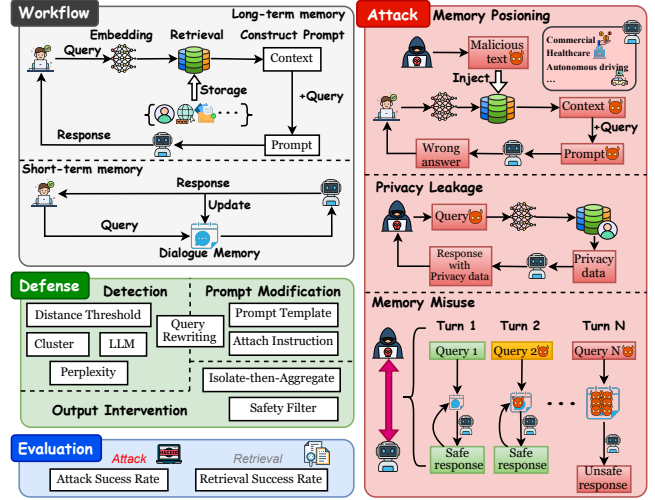 Workflow
Long-term memory
Embedding
Retrieval
Construct Prompt
Query
Context
Storage
+Query
...
Response
Prompt
Short-term memory
Response
Update
Query
Dialogue Memory
Defense
Detection
Prompt Modification
Distance Threshold
Cluster
LLM
Query
Rewriting
Perplexity
Prompt Template
Attach Instruction
Isolate-then-Aggregate
Output Intervention
Safety Filter
Evaluation
Attack
Retrieval
Attack Sucess Rate
Retrieval Success Rate
Attack
Memory Posioning
Malicious
text
Commercial
Healthcare
Autonomous driving
...
Inject
Context
+Query
Wrong
answer
Prompt
Privacy Leakage
Query
Response
with
Privacy data
Privacy
data
Memory Misuse
Turn 1
Turn 2
Turn N
Query 1
Query 2
Query N
...
Safe
response
Safe
response
Unsafe
response